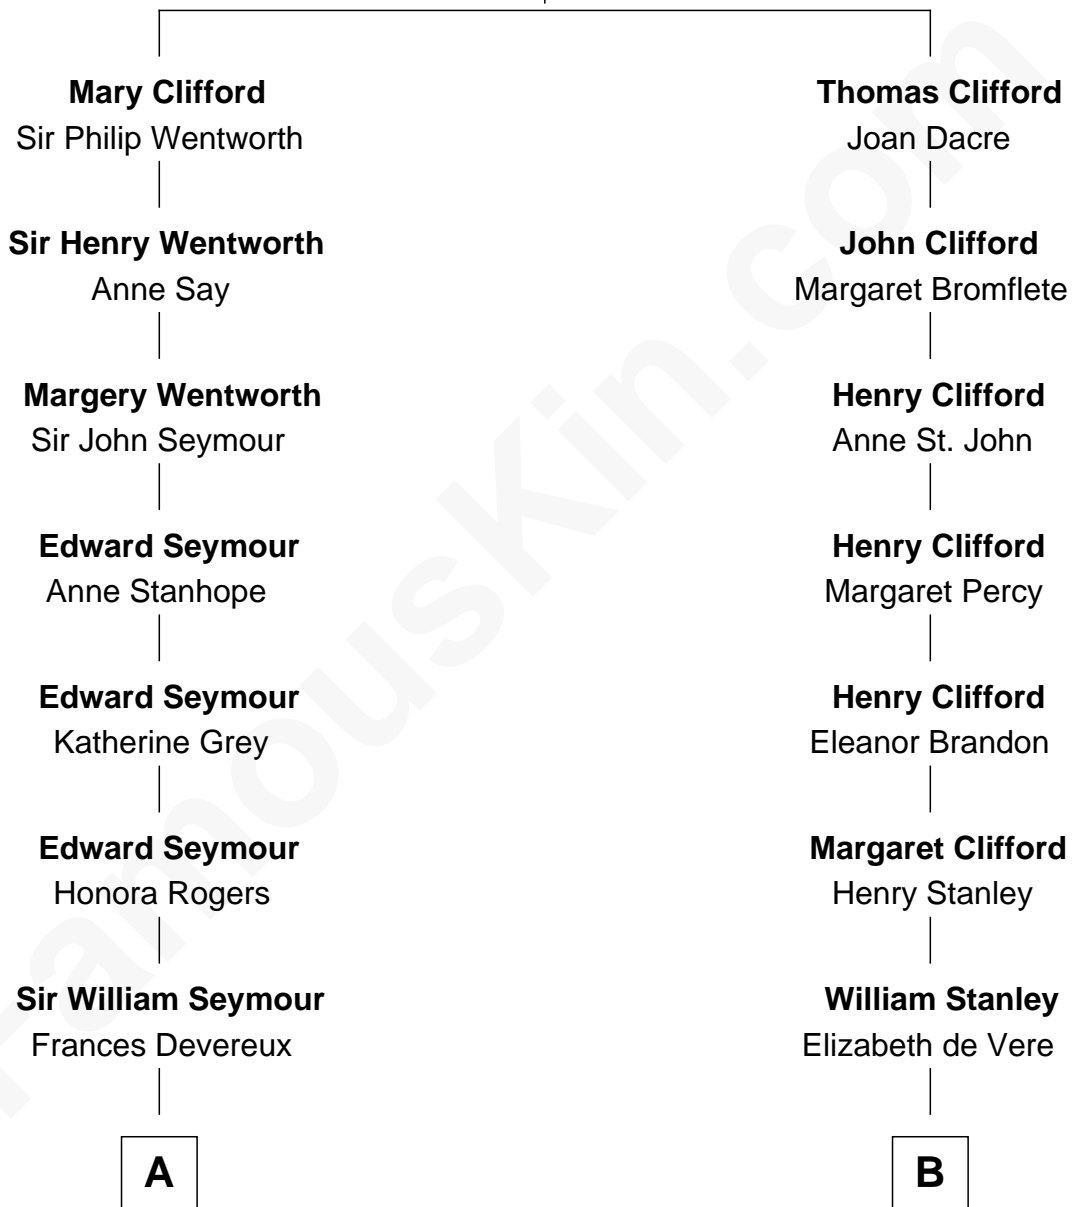 Mary Clifford
Sir Philip Wentworth
Sir Henry Wentworth
Anne Say
Margery Wentworth
Sir John Seymour
Edward Seymour
Anne Stanhope
Edward Seymour
Katherine Grey
Edward Seymour
Honora Rogers
Sir William Seymour
Frances Devereux
A
Thomas Clifford
Joan Dacre
John Clifford
Margaret Bromflete
Henry Clifford
Anne St. John
Henry Clifford
Margaret Percy
Henry Clifford
Eleanor Brandon
Margaret Clifford
Henry Stanley
William Stanley
Elizabeth de Vere
B
FamousKin.com